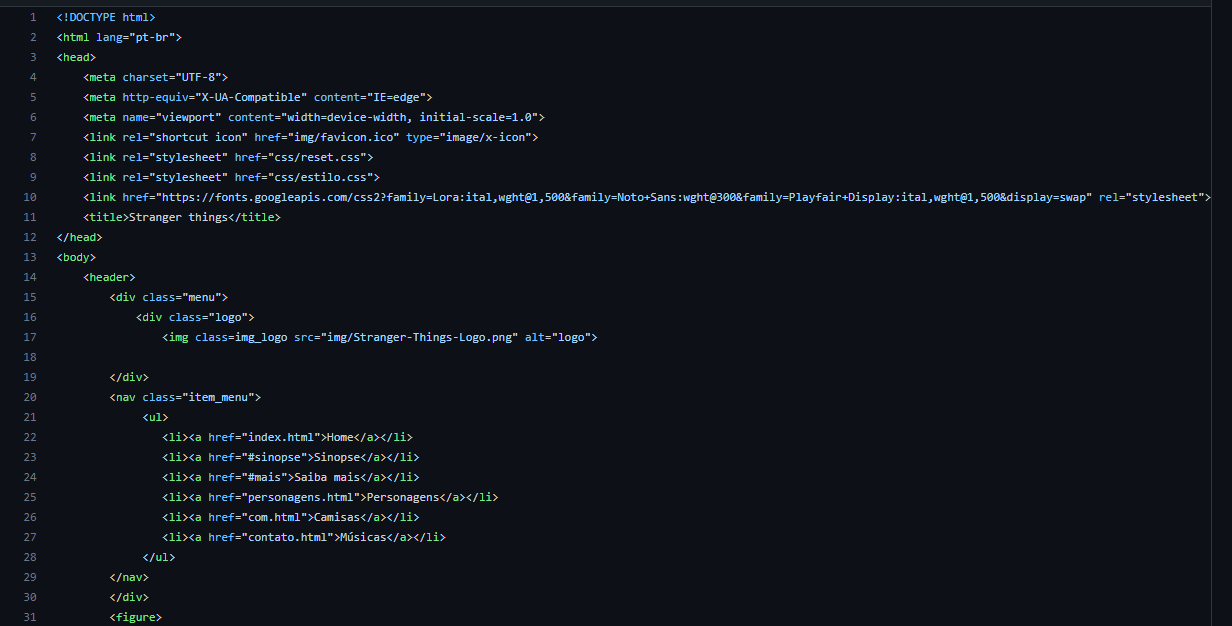 1 <!DOCTYPE html>
2 <html lang="pt-br">
3 <head>
4     <meta charset="UTF-8">
5     <meta http-equiv="X-UA-Compatible" content="IE=edge">
6     <meta name="viewport" content="width=device-width, initial-scale=1.0">
7     <link rel="shortcut icon" href="img/favicon.ico" type="image/x-icon">
8     <link rel="stylesheet" href="css/reset.css">
9     <link rel="stylesheet" href="css/estilo.css">
10     <link href="https://fonts.googleapis.com/css2?family=Lora:ital,wght@1,500&family=Noto+Sans:wght@300&family=Playfair+Display:ital,wght@1,500&display=swap" rel="stylesheet">
11     <title>Stranger things</title>
12 </head>
13 <body>
14     <header>
15         <div class="menu">
16             <div class="logo">
17                 <img class=img_logo src="img/Stranger-Things-Logo.png" alt="logo">
18
19         </div>
20         <nav class="item_menu">
21              <ul>
22                 <li><a href="index.html">Home</a></li>
23                 <li><a href="#sinopse">Sinopse</a></li>
24                 <li><a href="#mais">Saiba mais</a></li>
25                 <li><a href="personagens.html">Personagens</a></li>
26                 <li><a href="com.html">Camisas</a></li>
27                 <li><a href="contato.html">Músicas</a></li>
28              </ul>
29         </nav>
30         </div>
31         <figure>